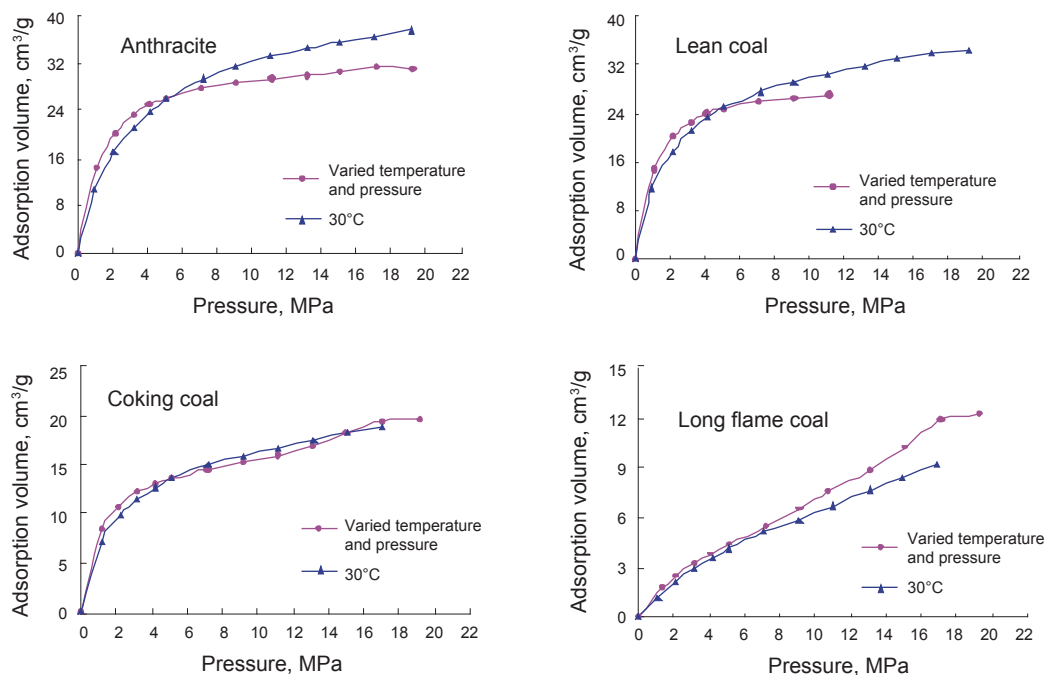 Anthracite
Adsorption volume, cm³/g
40
32
24
16
8
0
Varied temperature
and pressure
30°C
0 2 4 6 8 10 12 14 16 18 20 22
Pressure, MPa
Lean coal
Adsorption volume, cm³/g
40
32
24
16
8
0
Varied temperature
and pressure
30°C
0 2 4 6 8 10 12 14 16 18 20 22
Pressure, MPa
Coking coal
Adsorption volume, cm³/g
25
20
15
10
5
0
Varied temperature
and pressure
30°C
0 2 4 6 8 10 12 14 16 18 20 22
Pressure, MPa
Long flame coal
Adsorption volume, cm³/g
15
12
9
6
3
0
Varied temperature
and pressure
30°C
0 2 4 6 8 10 12 14 16 18 20 22
Pressure, MPa